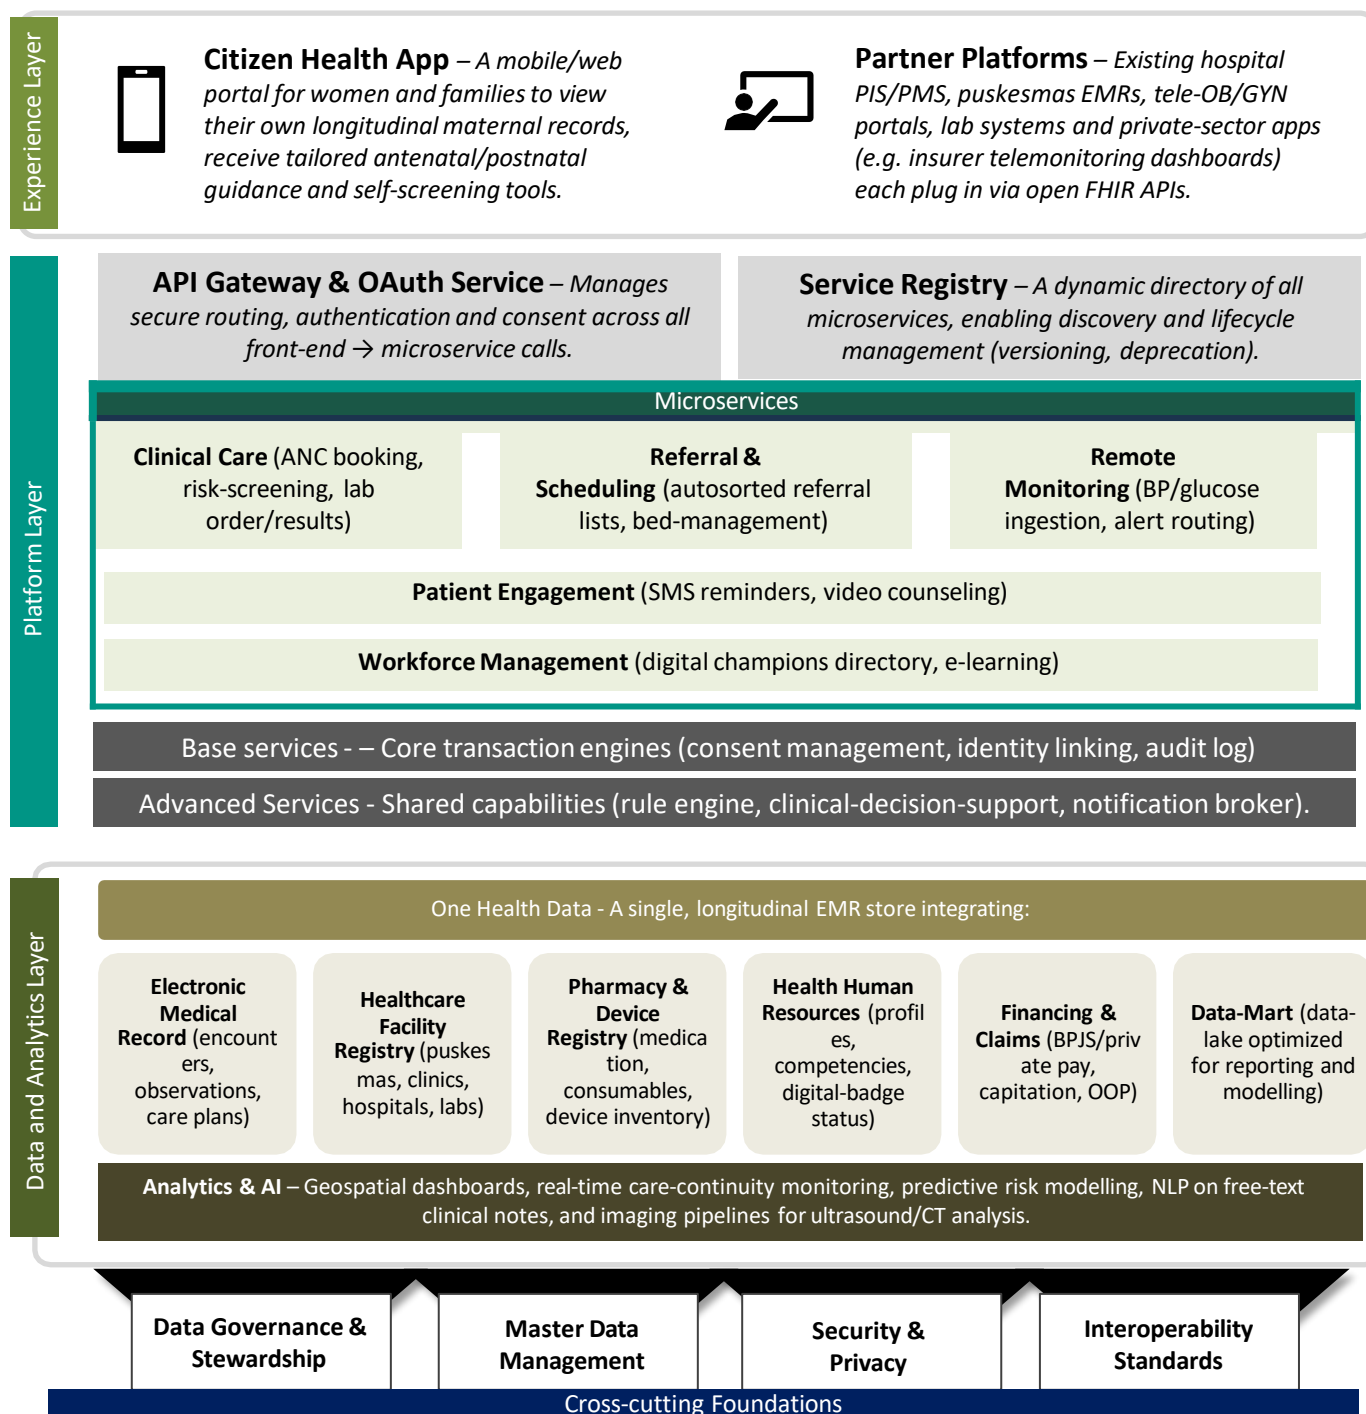 Experience Layer
Citizen Health App – A mobile/web
portal for women and families to view
their own longitudinal maternal records,
receive tailored antenatal/postnatal
guidance and self-screening tools.
Partner Platforms – Existing hospital
PIS/PMS, puskesmas EMRs, tele-OB/GYN
portals, lab systems and private-sector apps
(e.g. insurer telemonitoring dashboards)
each plug in via open FHIR APIs.
Platform Layer
API Gateway & OAuth Service – Manages
secure routing, authentication and consent across all
front-end → microservice calls.
Service Registry – A dynamic directory of all
microservices, enabling discovery and lifecycle
management (versioning, deprecation).
Microservices
Clinical Care (ANC booking,
risk-screening, lab
order/results)
Referral &
Scheduling (autosorted referral
lists, bed-management)
Remote
Monitoring (BP/glucose
ingestion, alert routing)
Patient Engagement (SMS reminders, video counseling)
Workforce Management (digital champions directory, e-learning)
Base services - – Core transaction engines (consent management, identity linking, audit log)
Advanced Services - Shared capabilities (rule engine, clinical-decision-support, notification broker).
Data and Analytics Layer
One Health Data - A single, longitudinal EMR store integrating:
Electronic
Medical
Record (encount
ers,
observations,
care plans)
Healthcare
Facility
Registry (puskes
mas, clinics,
hospitals, labs)
Pharmacy &
Device
Registry (medica
tion,
consumables,
device inventory)
Health Human
Resources (profil
es,
competencies,
digital-badge
status)
Financing &
Claims (BPJS/priv
ate pay,
capitation, OOP)
Data-Mart (data-
lake optimized
for reporting and
modelling)
Analytics & AI – Geospatial dashboards, real-time care-continuity monitoring, predictive risk modelling, NLP on free-text
clinical notes, and imaging pipelines for ultrasound/CT analysis.
Data Governance &
Stewardship
Master Data
Management
Security &
Privacy
Interoperability
Standards
Cross-cutting Foundations